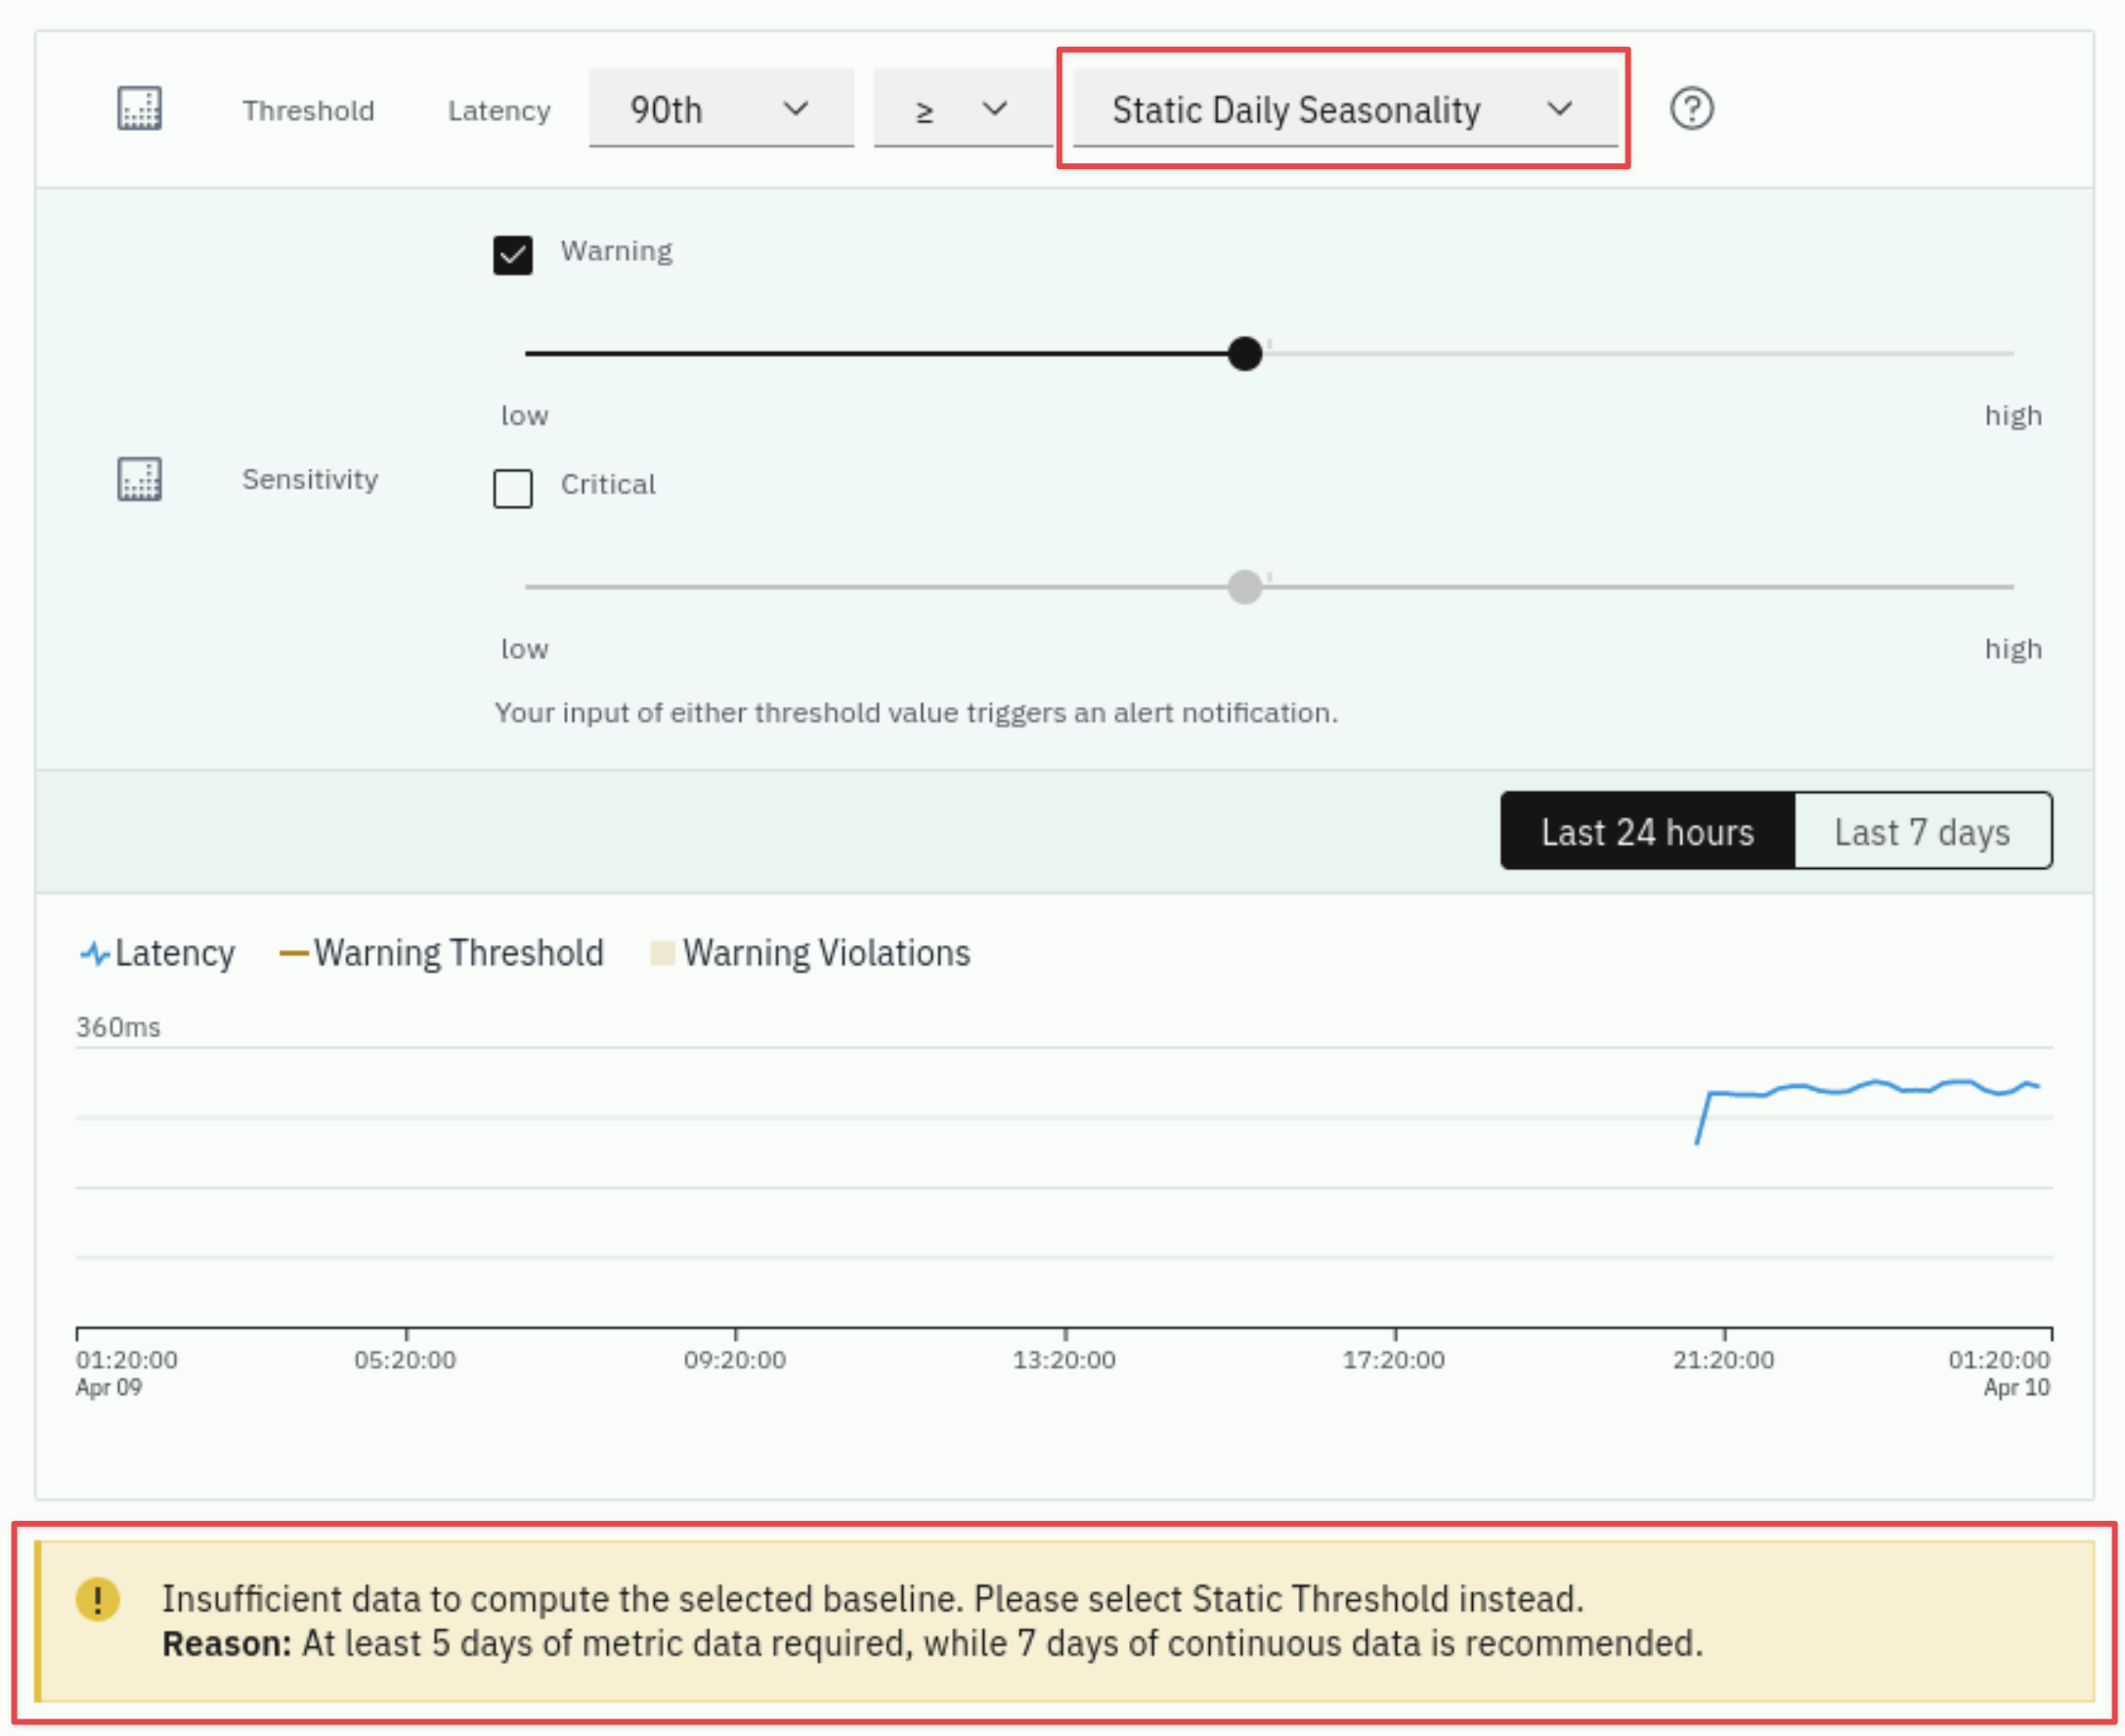 Threshold Latency 90th ≥ Static Daily Seasonality ?
Warning
low high
Sensitivity
Critical
low high
Your input of either threshold value triggers an alert notification.
Last 24 hours Last 7 days
Latency Warning Threshold Warning Violations
360ms
01:20:00 05:20:00 09:20:00 13:20:00 17:20:00 21:20:00 01:20:00
Apr 09 Apr 10
! Insufficient data to compute the selected baseline. Please select Static Threshold instead.
Reason: At least 5 days of metric data required, while 7 days of continuous data is recommended.